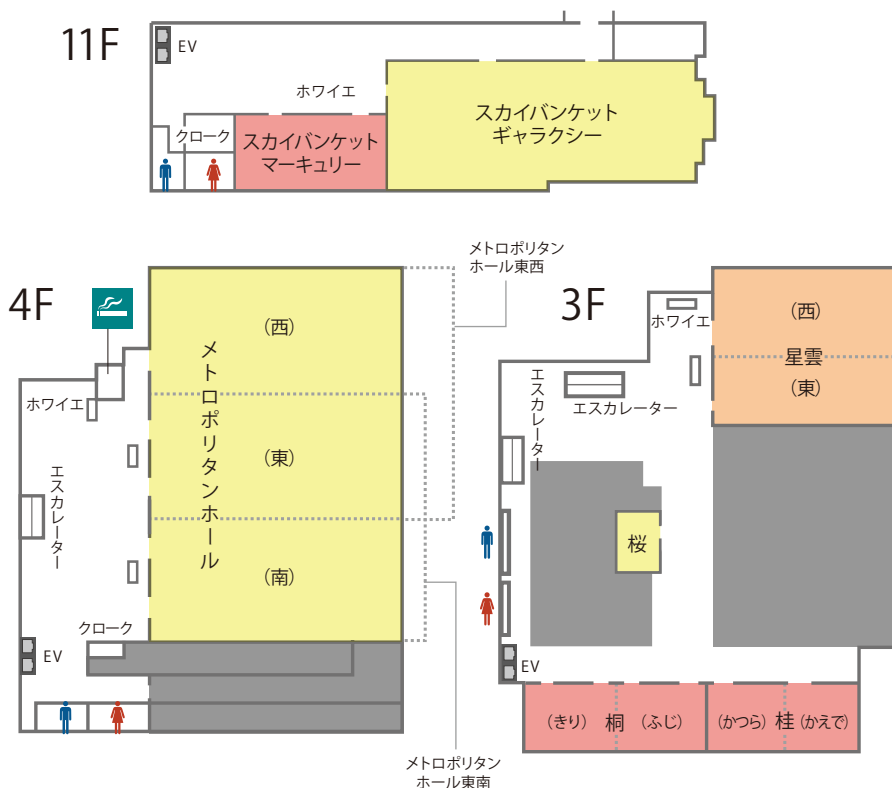 11F
EV
ホワイエ
クローク
スカイバンケット
マーキュリー
スカイバンケット
ギャラクシー
メトロポリタン
ホール東西
4F
ホワイエ
エスカレーター
メトロポリタンホール
(西)
(東)
(南)
クローク
EV
メトロポリタン
ホール東南
3F
ホワイエ
(西)
星雲
(東)
エスカレーター
エスカレーター
桜
EV
(きり) 桐 (ふじ)
(かつら) 桂 (かえで)